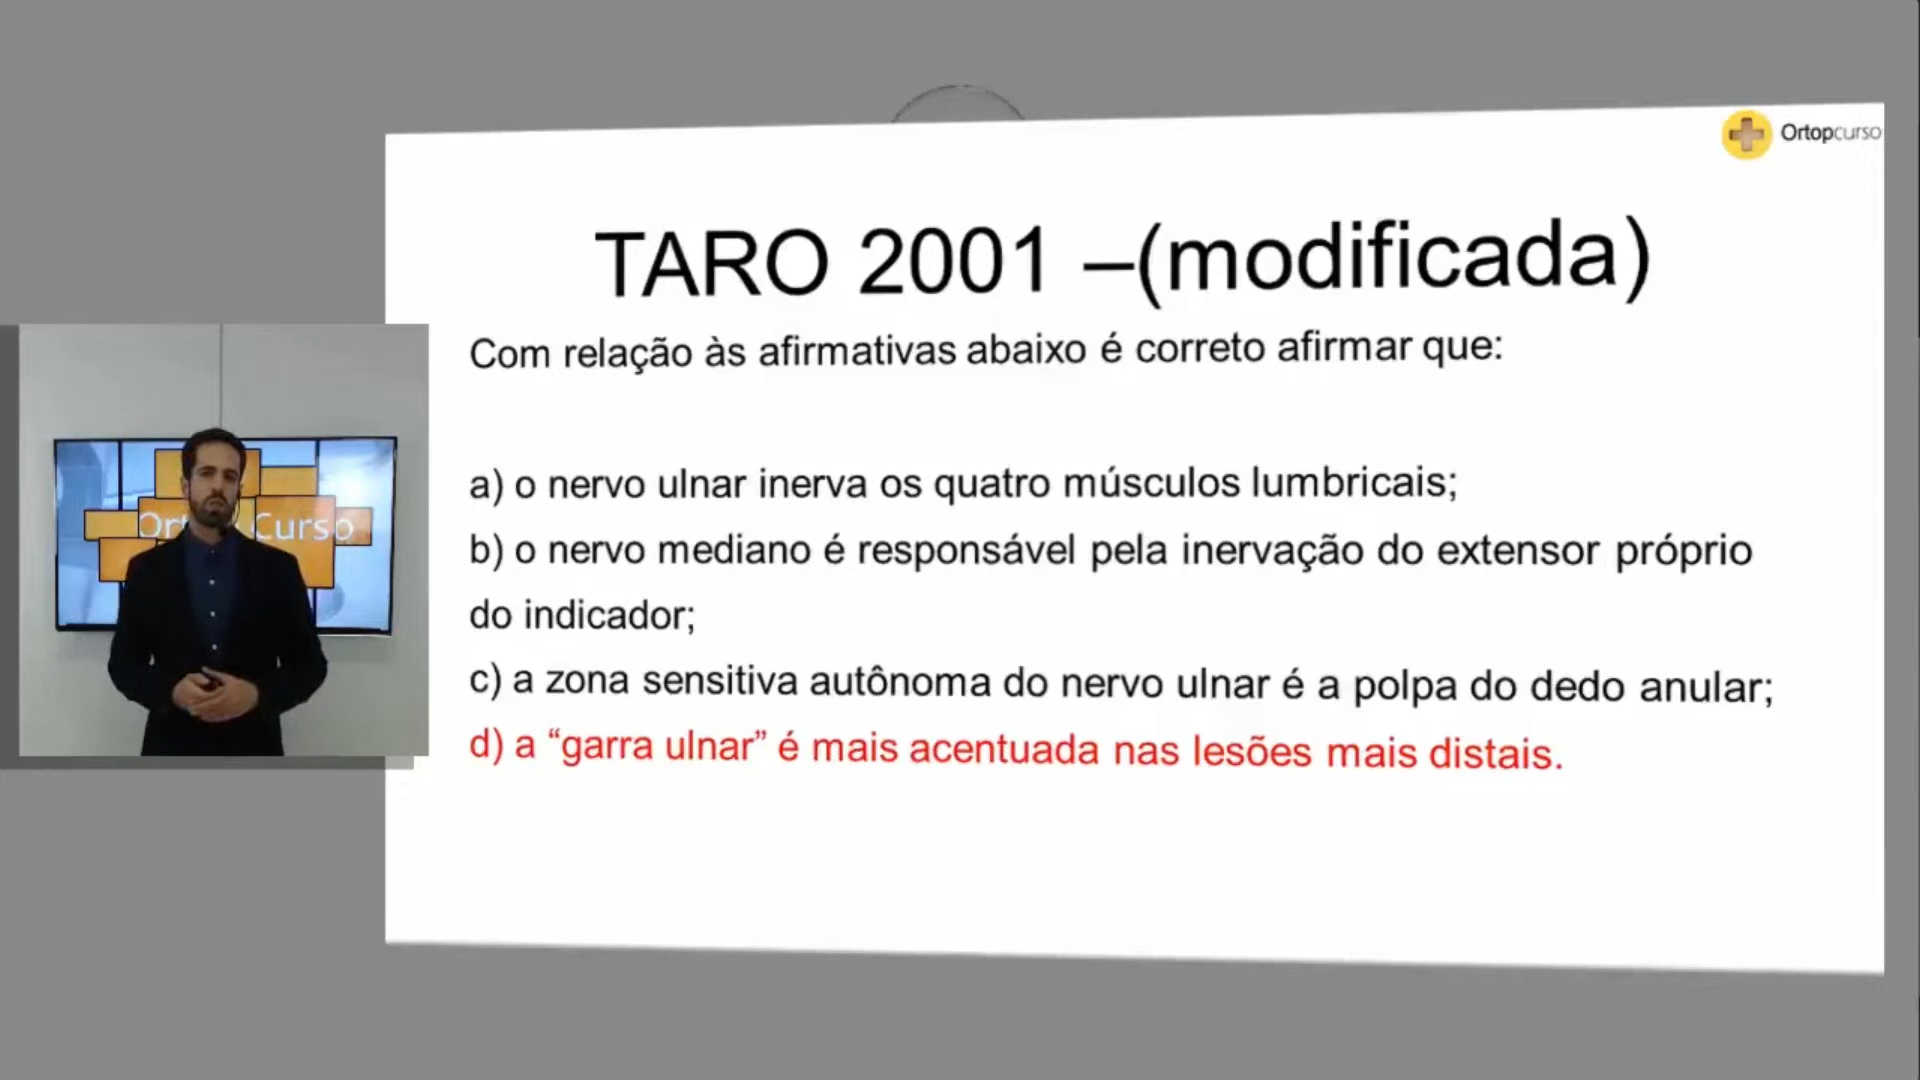 Ortopcurso
TARO 2001 –(modificada)
Com relação às afirmativas abaixo é correto afirmar que:
a) o nervo ulnar inerva os quatro músculos lumbricais;
b) o nervo mediano é responsável pela inervação do extensor próprio
do indicador;
c) a zona sensitiva autônoma do nervo ulnar é a polpa do dedo anular;
d) a “garra ulnar” é mais acentuada nas lesões mais distais.
Curso